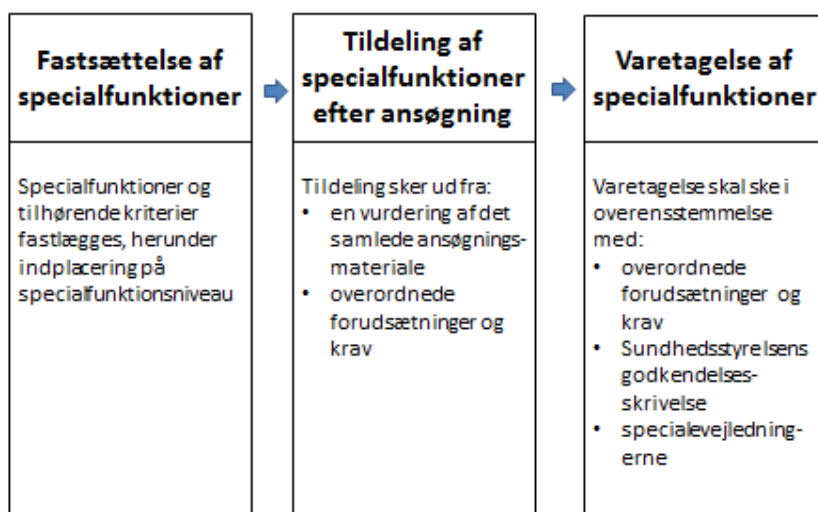 Fastsættelse af
specialfunktioner
Specialfunktioner og
tilhørende kriterier
fastlægges, herunder
indplacering på
specialfunktionsniveau
Tildeling af
specialfunktioner
efter ansøgning
Tildeling sker ud fra:
• en vurdering af det
samlede ansøgnings-
materiale
• overordnede
forudsætninger og
krav
Varetagelse af
specialfunktioner
Varetagelse skal ske i
overensstemmelse
med:
• overordnede
forudsætninger og
krav
• Sundhedsstyrelsens
godkendelses-
skrivelse
• specialevejledning-
erne